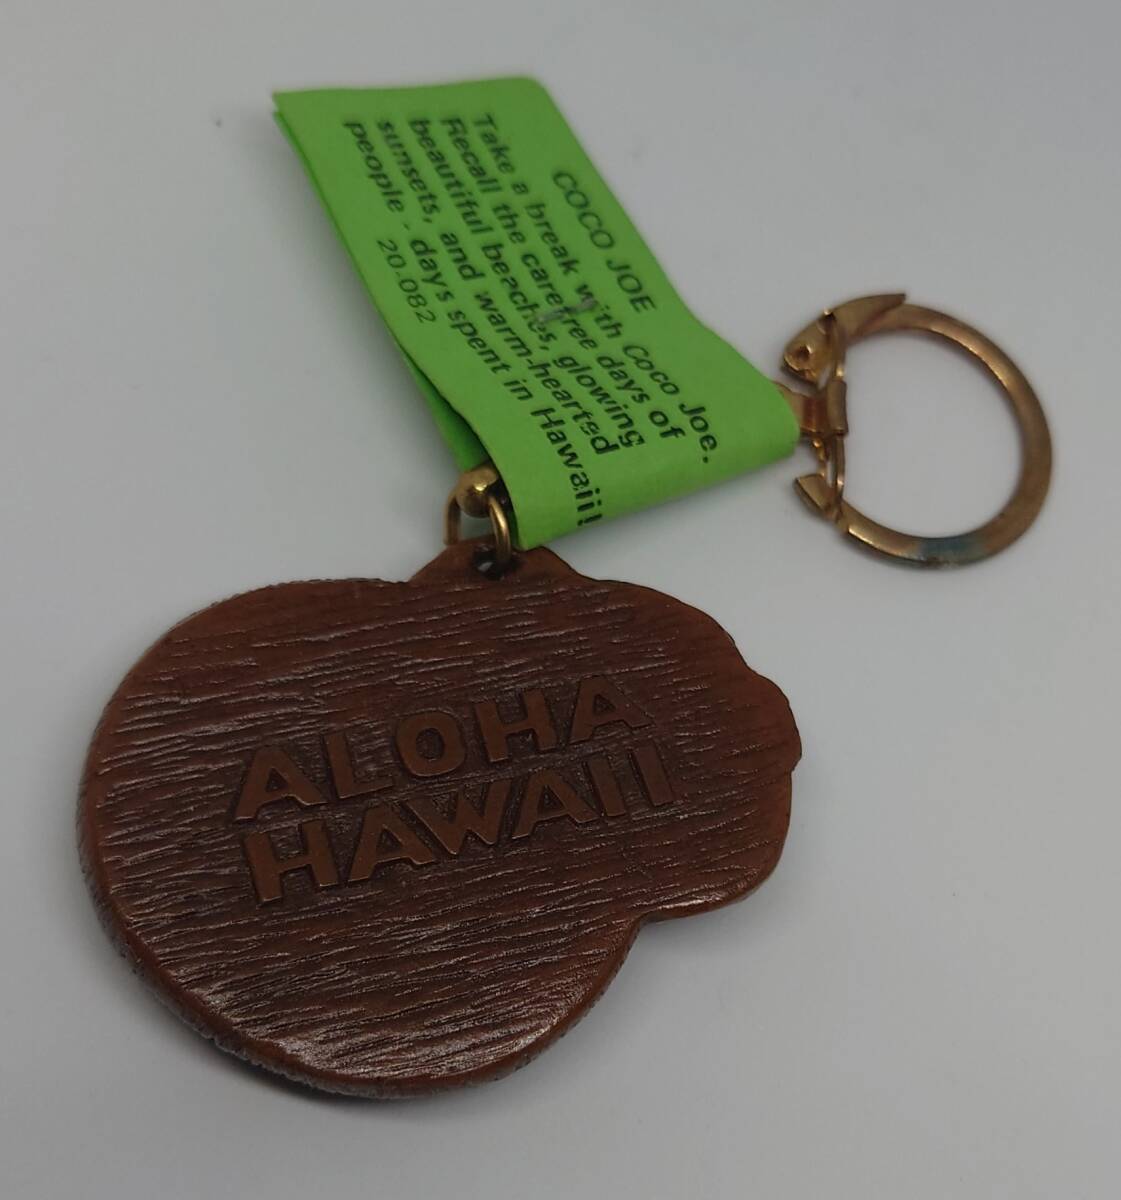 COCO JOE
Take a break with Coco Joe.
Recall the carefree days of
beautiful beaches, glowing
sunsets, and warm-hearted
people - days spent in Hawaii!
20-082
ALOHA
HAWAII